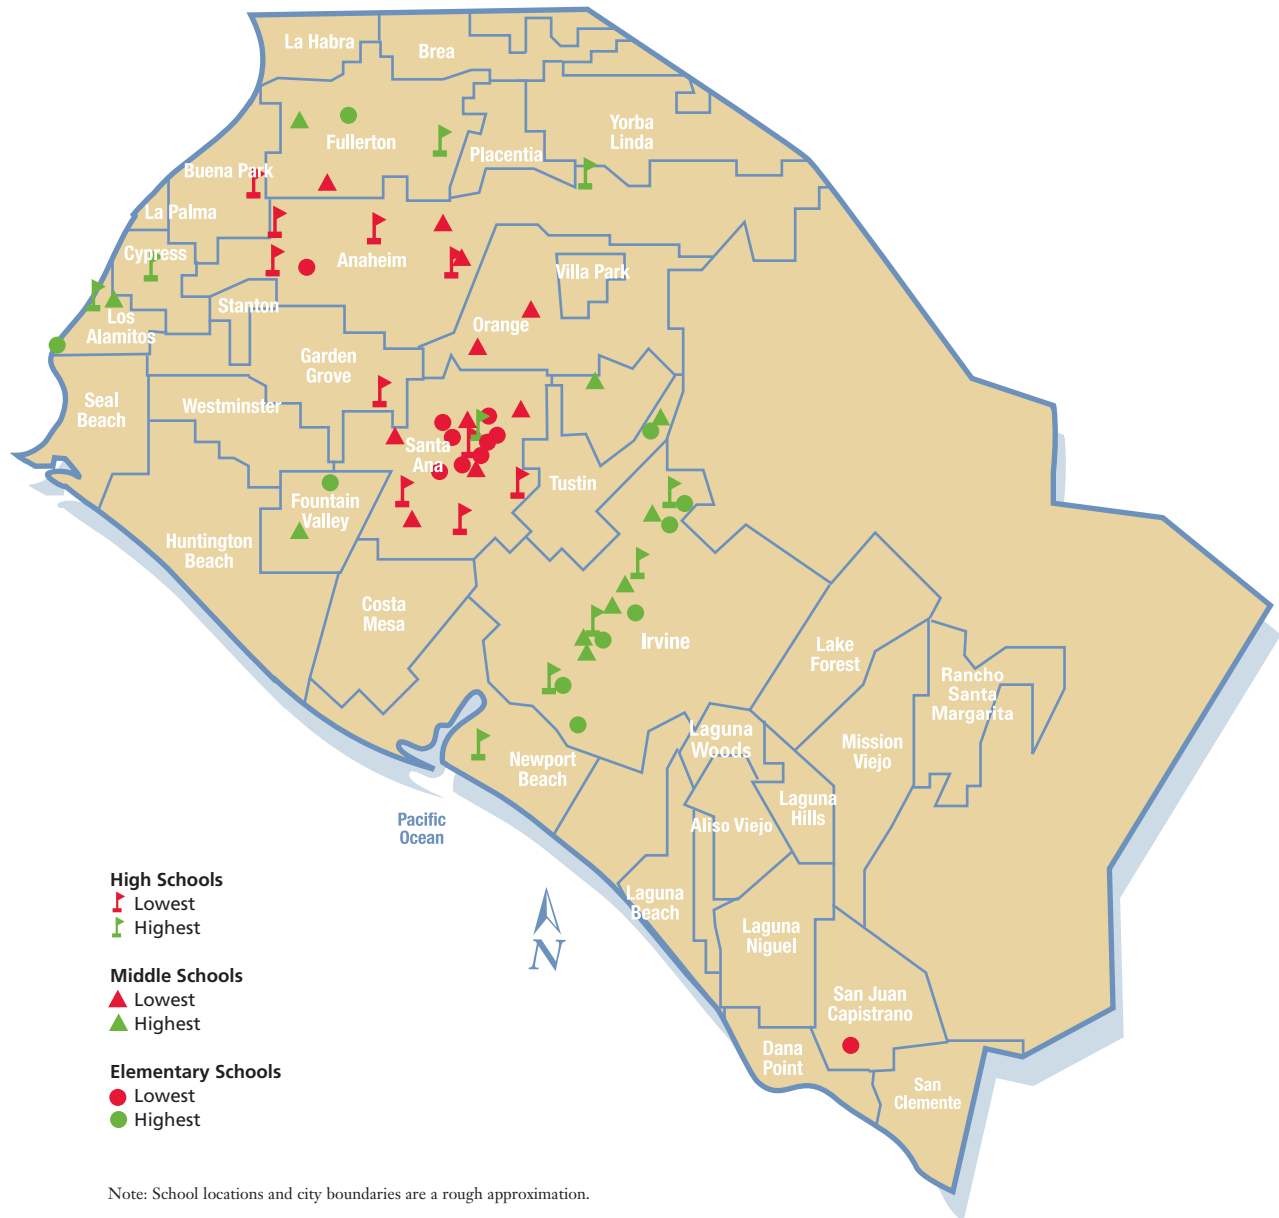 La Habra
Brea
Yorba
Linda
Fullerton
Placentia
Buena Park
La Palma
Cypress
Anaheim
Villa Park
Stanton
Los
Alamitos
Orange
Garden
Grove
Seal
Beach
Westminster
Santa
Ana
Tustin
Fountain
Valley
Huntington
Beach
Costa
Mesa
Irvine
Lake
Forest
Rancho
Santa
Margarita
Laguna
Woods
Mission
Viejo
Newport
Beach
Laguna
Hills
Aliso Viejo
Pacific
Ocean
Laguna
Beach
Laguna
Niguel
San Juan
Capistrano
Dana
Point
San
Clemente
N
High Schools
Lowest
Highest
Middle Schools
Lowest
Highest
Elementary Schools
Lowest
Highest
Note: School locations and city boundaries are a rough approximation.